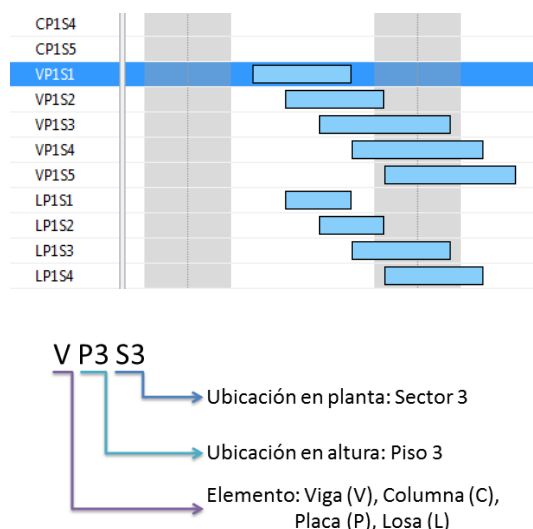 CP1S4
CP1S5
VP1S1
VP1S2
VP1S3
VP1S4
VP1S5
LP1S1
LP1S2
LP1S3
LP1S4
V P3 S3
Ubicación en planta: Sector 3
Ubicación en altura: Piso 3
Elemento: Viga (V), Columna (C),
Placa (P), Losa (L)